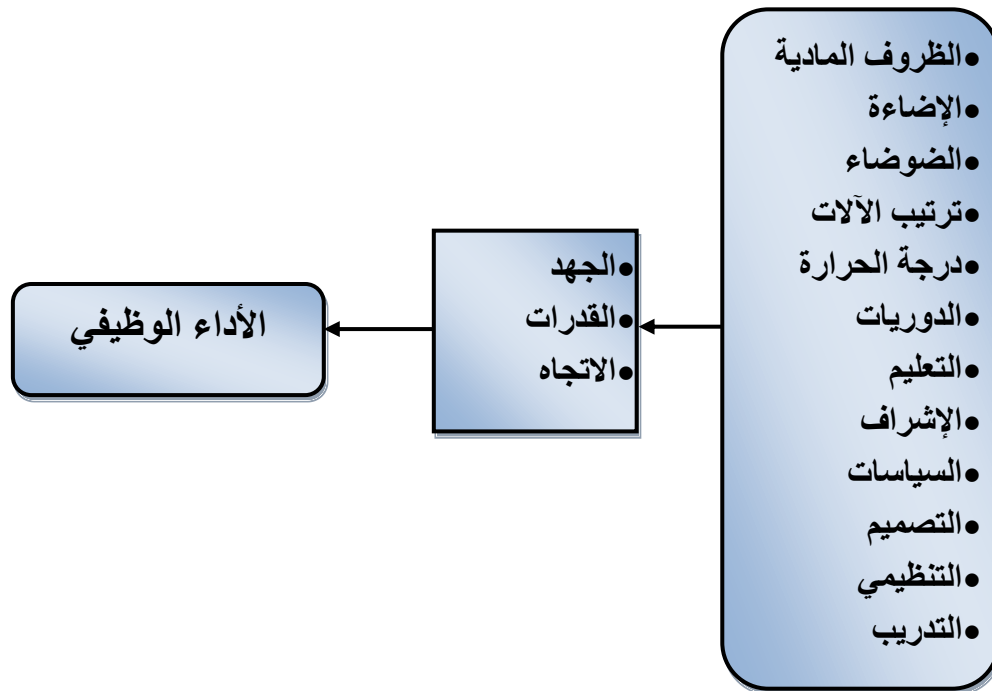 •الظروف المادية
•الإضاءة
•الضوضاء
•ترتيب الآلات
•درجة الحرارة
•الدوريات
•التعليم
•الإشراف
•السياسات
•التصميم
•التنظيمي
•التدريب
•الجهد
•القدرات
•الاتجاه
الأداء الوظيفي